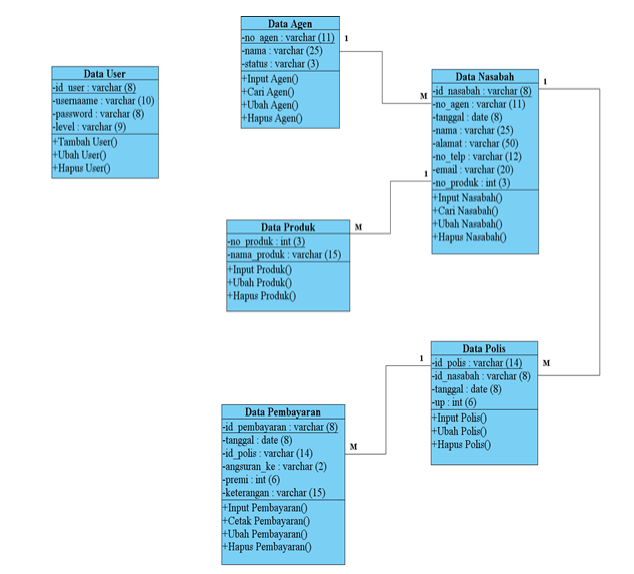 Data Agen
-no_agen : varchar (11)
-nama : varchar (25)
-status : varchar (3)
+Input Agen()
+Cari Agen()
+Ubah Agen()
+Hapus Agen()
1
Data User
-id_user : varchar (8)
-usernaame : varchar (10)
-password : varchar (8)
-level : varchar (9)
+Tambah User()
+Ubah User()
+Hapus User()
M
Data Nasabah
-id_nasabah : varchar (8)
-no_agen : varchar (11)
-tanggal : date (8)
-nama : varchar (25)
-alamat : varchar (50)
-no_telp : varchar (12)
-email : varchar (20)
-no_produk : int (3)
+Input Nasabah()
+Cari Nasabah()
+Ubah Nasabah()
+Hapus Nasabah()
1
1
Data Produk
-no_produk : int (3)
-nama_produk : varchar (15)
+Input Produk()
+Ubah Produk()
+Hapus Produk()
M
1
Data Polis
-id_polis : varchar (14)
-id_nasabah : varchar (8)
-tanggal : date (8)
-up : int (6)
+Input Polis()
+Ubah Polis()
+Hapus Polis()
M
Data Pembayaran
-id_pembayaran : varchar (8)
-tanggal : date (8)
-id_polis : varchar (14)
-angsuran_ke : varchar (2)
-premi : int (6)
-keterangan : varchar (15)
+Input Pembayaran()
+Cetak Pembayaran()
+Ubah Pembayaran()
+Hapus Pembayaran()
M